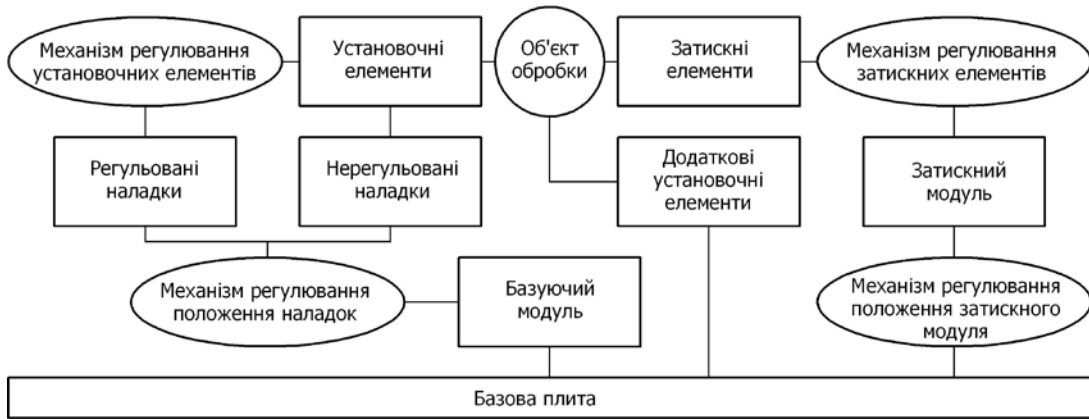 Механізм регулювання
установочних елементів
Установочні
елементи
Об'єкт
обробки
Затискні
елементи
Механізм регулювання
затискних елементів
Регульовані
наладки
Нерегульовані
наладки
Додаткові
установочні
елементи
Затискний
модуль
Механізм регулювання
положення наладок
Базуючий
модуль
Механізм регулювання
положення затискного
модуля
Базова плита